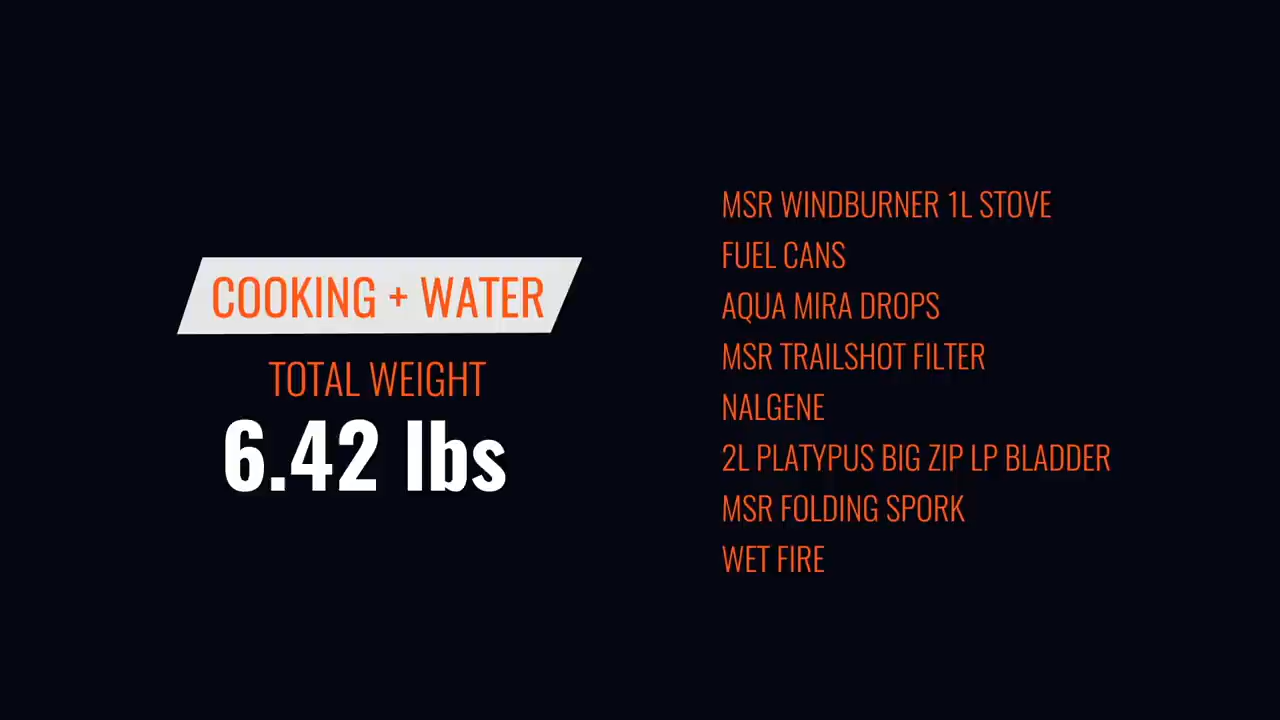 COOKING + WATER
TOTAL WEIGHT
6.42 lbs
MSR WINDBURNER 1L STOVE
FUEL CANS
AQUA MIRA DROPS
MSR TRAILSHOT FILTER
NALGENE
2L PLATYPUS BIG ZIP LP BLADDER
MSR FOLDING SPORK
WET FIRE